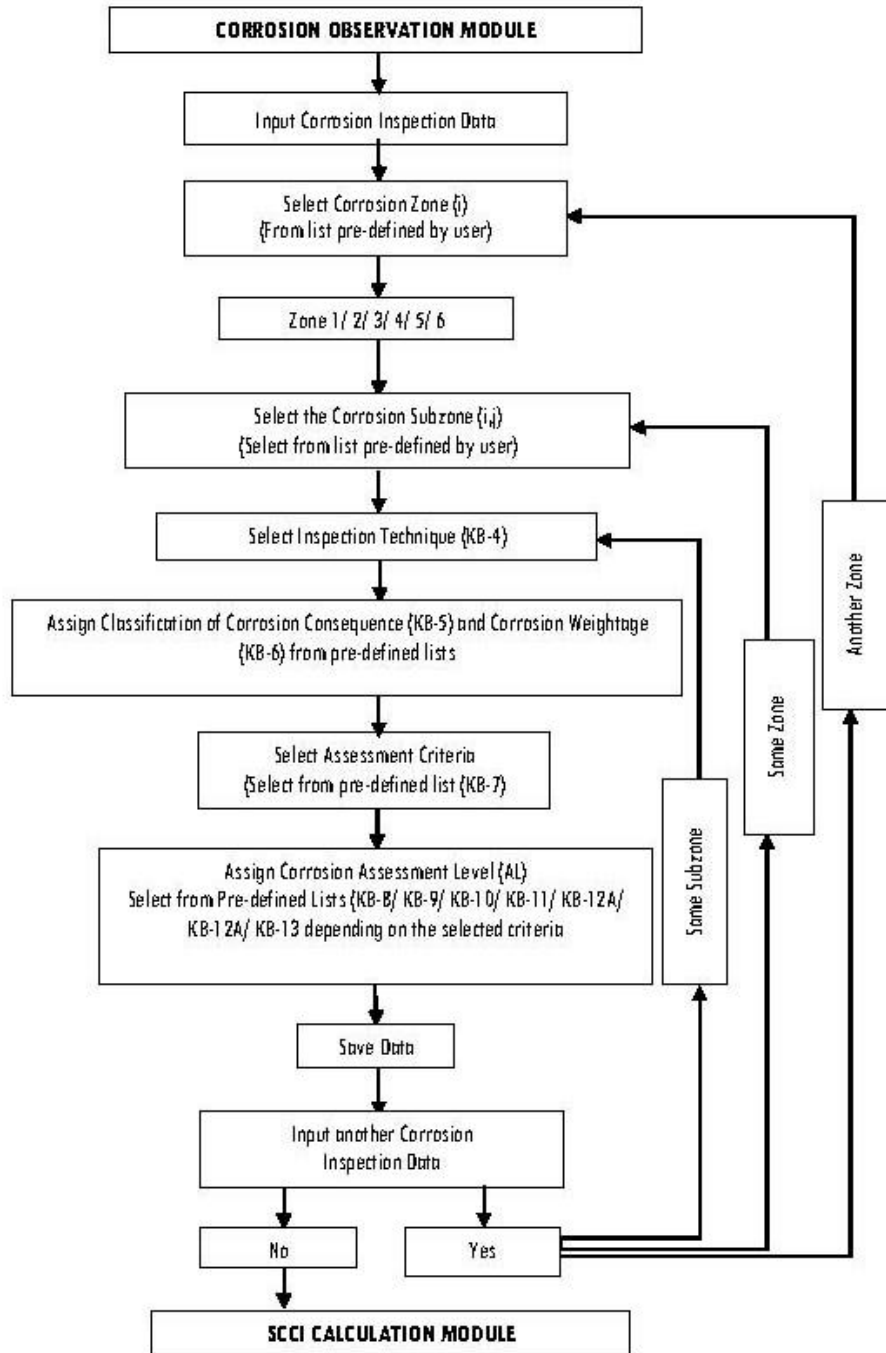 CORROSION OBSERVATION MODULE
Input Corrosion Inspection Data
Select Corrosion Zone (i)
(From list pre-defined by user)
Zone 1/ 2/ 3/ 4/ 5/ 6
Select the Corrosion Subzone (i,j)
(Select from list pre-defined by user)
Select Inspection Technique (KB-4)
Assign Classification of Corrosion Consequence (KB-5) and Corrosion Weightage
(KB-6) from pre-defined lists
Select Assessment Criteria
(Select from pre-defined list (KB-7)
Assign Corrosion Assessment Level (AL)
Select from Pre-defined Lists (KB-8/ KB-9/ KB-10/ KB-11/ KB-12A/
KB-12A/ KB-13 depending on the selected criteria
Save Data
Input another Corrosion
Inspection Data
No
Yes
Same Subzone
Same Zone
Another Zone
SCCI CALCULATION MODULE